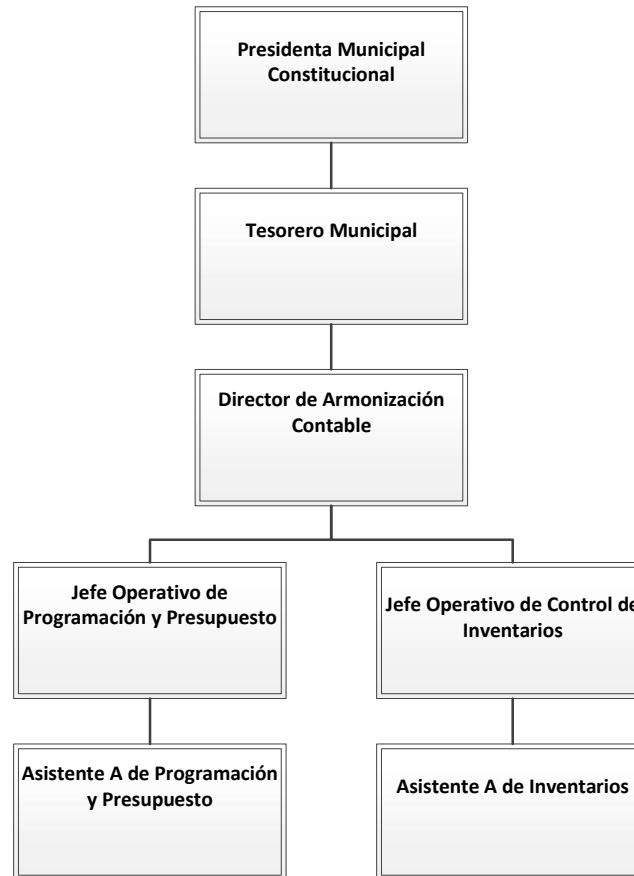 Presidenta Municipal
Constitucional
Tesorero Municipal
Director de Armonización
Contable
Jefe Operativo de
Programación y Presupuesto
Jefe Operativo de Control de
Inventarios
Asistente A de Programación
y Presupuesto
Asistente A de Inventarios